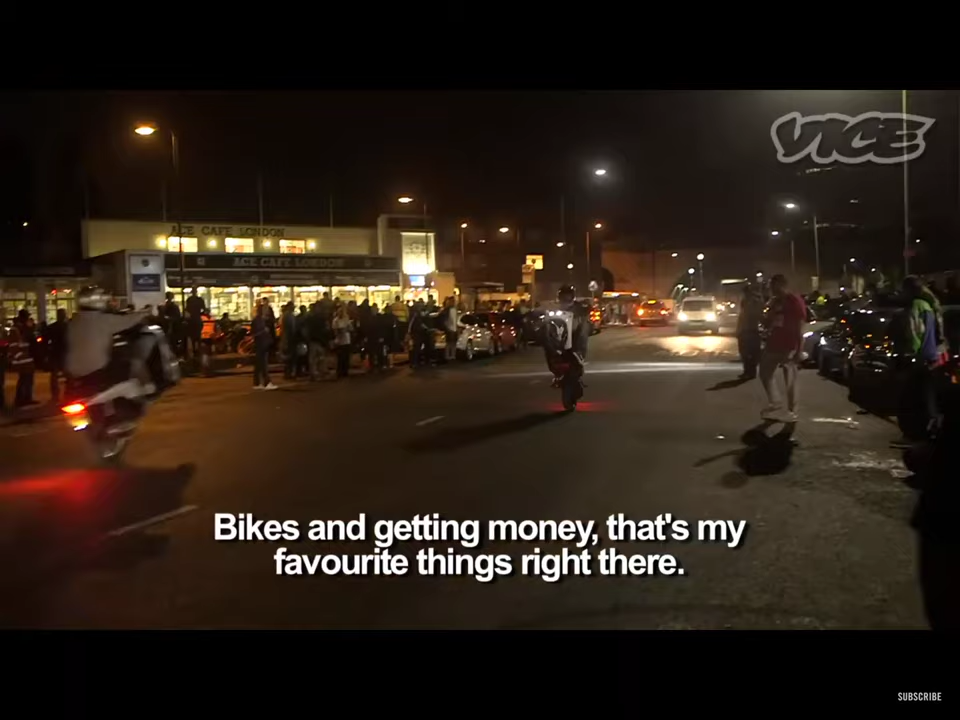 VICE
ACE CAFE LONDON
ACE CAFE LONDON
Bikes and getting money, that's my
favourite things right there.
SUBSCRIBE